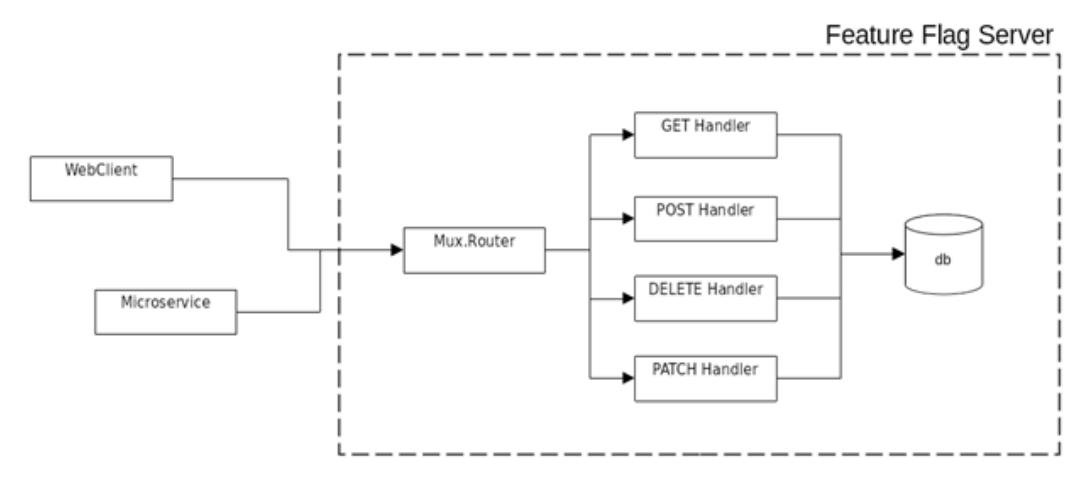 Feature Flag Server
WebClient
Microservice
Mux.Router
GET Handler
POST Handler
DELETE Handler
PATCH Handler
db